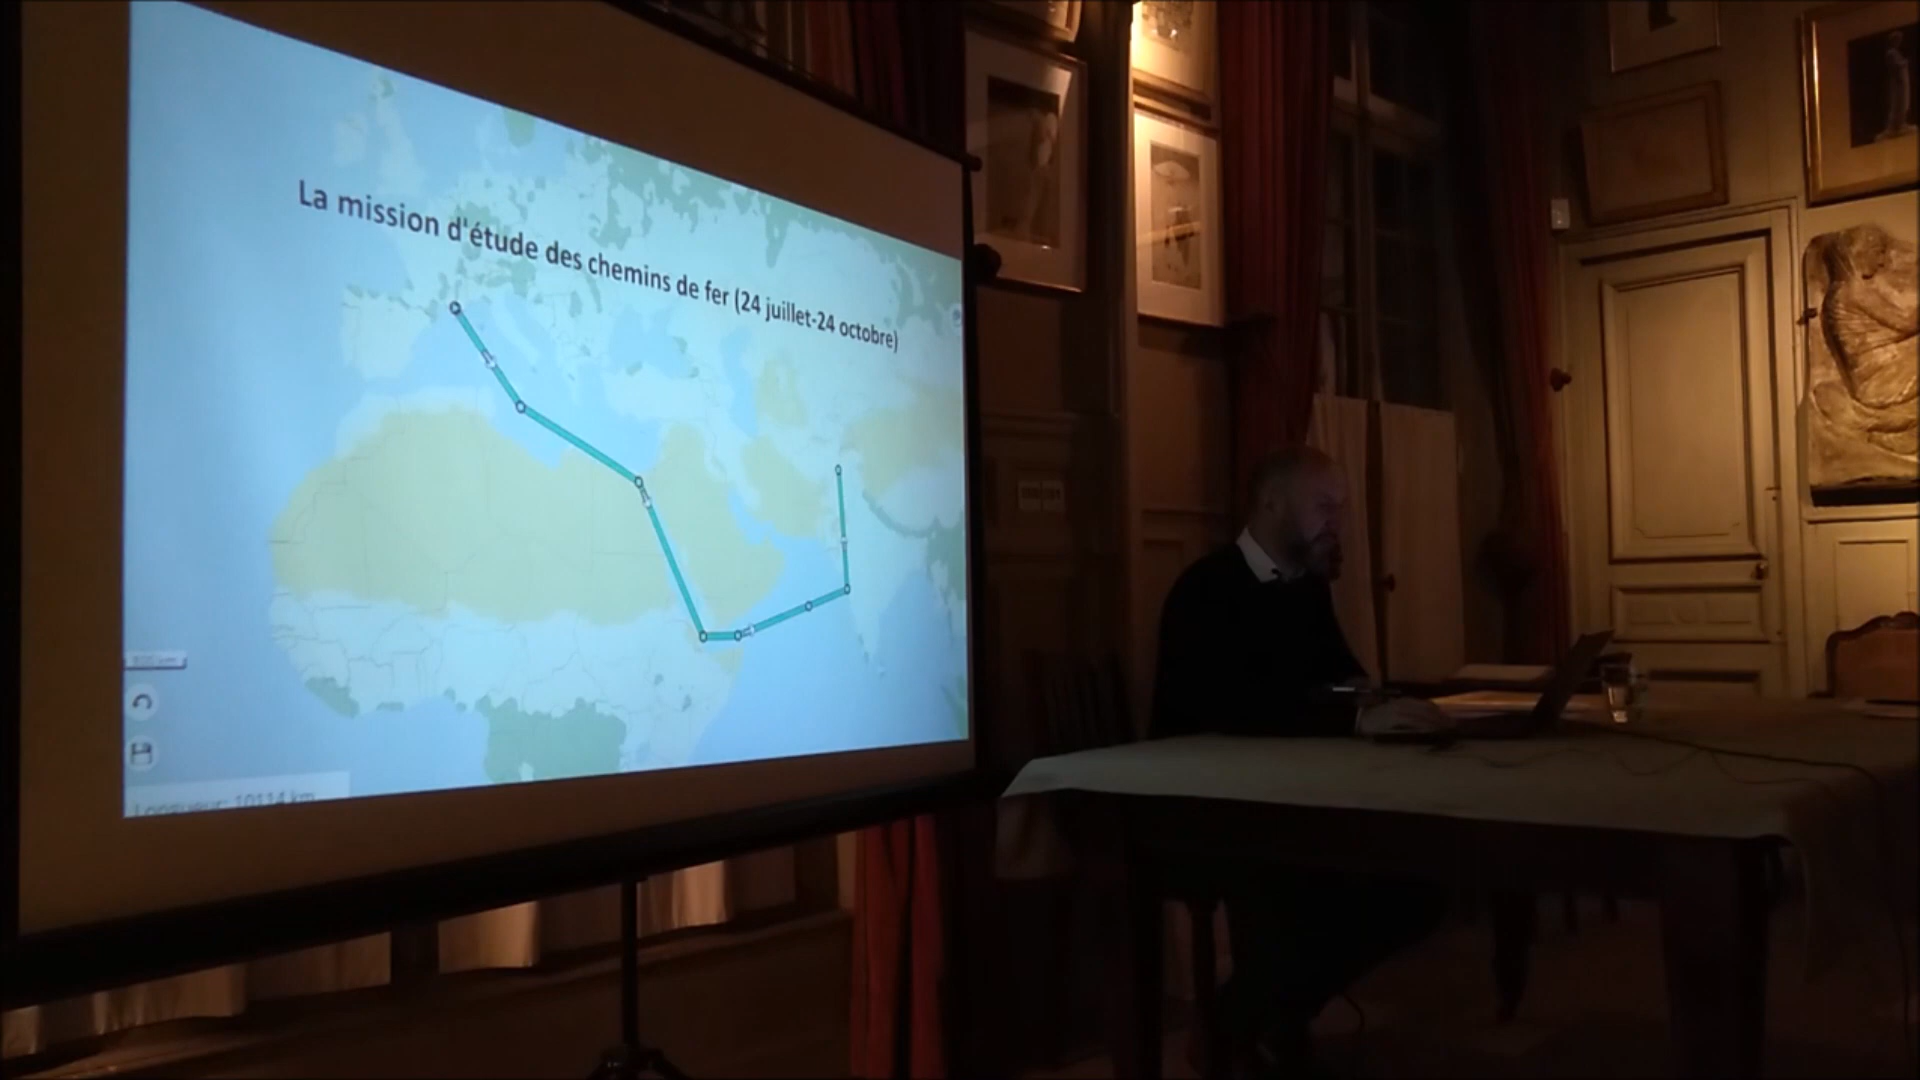 La mission d'étude des chemins de fer (24 juillet-24 octobre)
Longueur: 10114 km